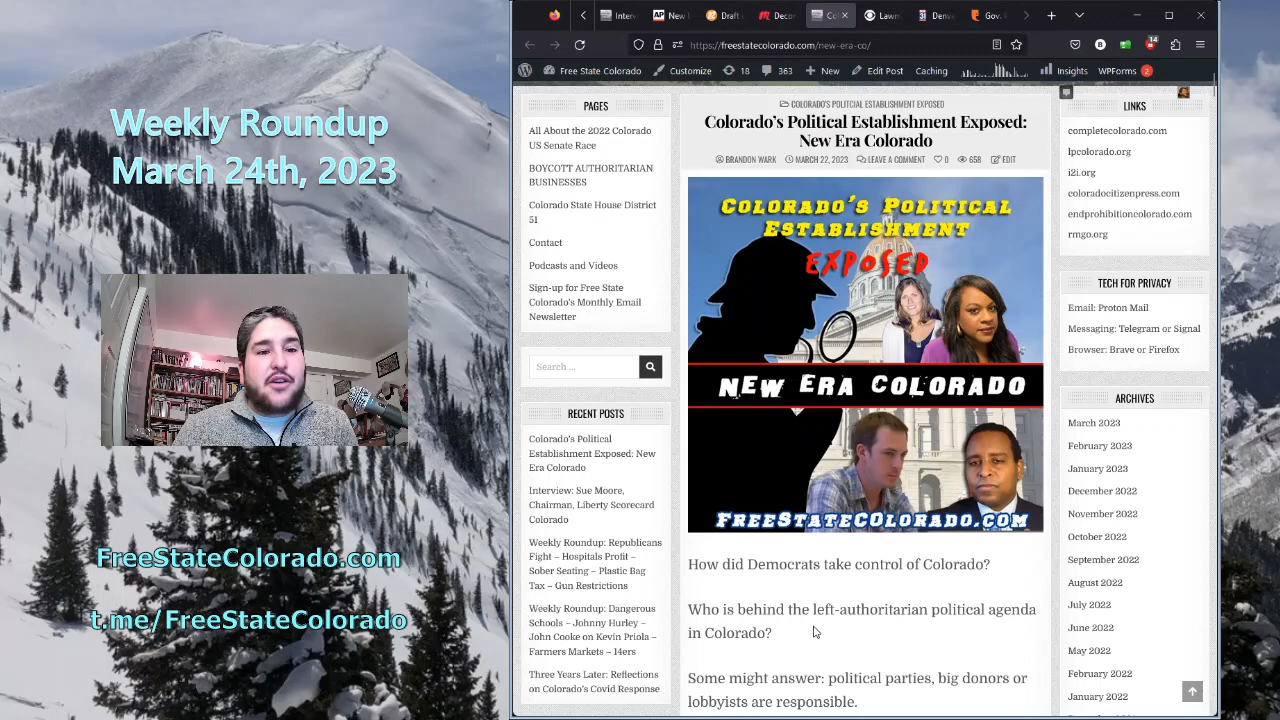 Weekly Roundup
March 24th, 2023
FreeStateColorado.com
t.me/FreeStateColorado
Interv
New
Draft
Decor
Col
Lawm
Denv
Gov.
https://freestatecolorado.com/new-era-co/
14
Free State Colorado
Customize
18
363
New
Edit Post
Caching
Insights
WPForms
2
PAGES
All About the 2022 Colorado
US Senate Race
BOYCOTT AUTHORITARIAN
BUSINESSES
Colorado State House District
51
Contact
Podcasts and Videos
Sign-up for Free State
Colorado's Monthly Email
Newsletter
Search ...
RECENT POSTS
Colorado's Political
Establishment Exposed: New
Era Colorado
Interview: Sue Moore,
Chairman, Liberty Scorecard
Colorado
Weekly Roundup: Republicans
Fight – Hospitals Profit –
Sober Seating – Plastic Bag
Tax – Gun Restrictions
Weekly Roundup: Dangerous
Schools – Johnny Hurley –
John Cooke on Kevin Priola –
Farmers Markets – 14ers
Three Years Later: Reflections
on Colorado's Covid Response
COLORADO'S POLITCIAL ESTABLISHMENT EXPOSED
Colorado's Political Establishment Exposed:
New Era Colorado
BRANDON WARK
MARCH 22, 2023
LEAVE A COMMENT
0
658
EDIT
COLORADO'S POLITICAL
ESTABLISHMENT
EXPOSED
NEW ERA COLORADO
FREESTATECOLORADO.COM
How did Democrats take control of Colorado?
Who is behind the left-authoritarian political agenda
in Colorado?
Some might answer: political parties, big donors or
lobbyists are responsible.
LINKS
completecolorado.com
lpcolorado.org
i2i.org
coloradocitizenpress.com
endprohibitioncolorado.com
rmgo.org
TECH FOR PRIVACY
Email: Proton Mail
Messaging: Telegram or Signal
Browser: Brave or Firefox
ARCHIVES
March 2023
February 2023
January 2023
December 2022
November 2022
October 2022
September 2022
August 2022
July 2022
June 2022
May 2022
February 2022
January 2022